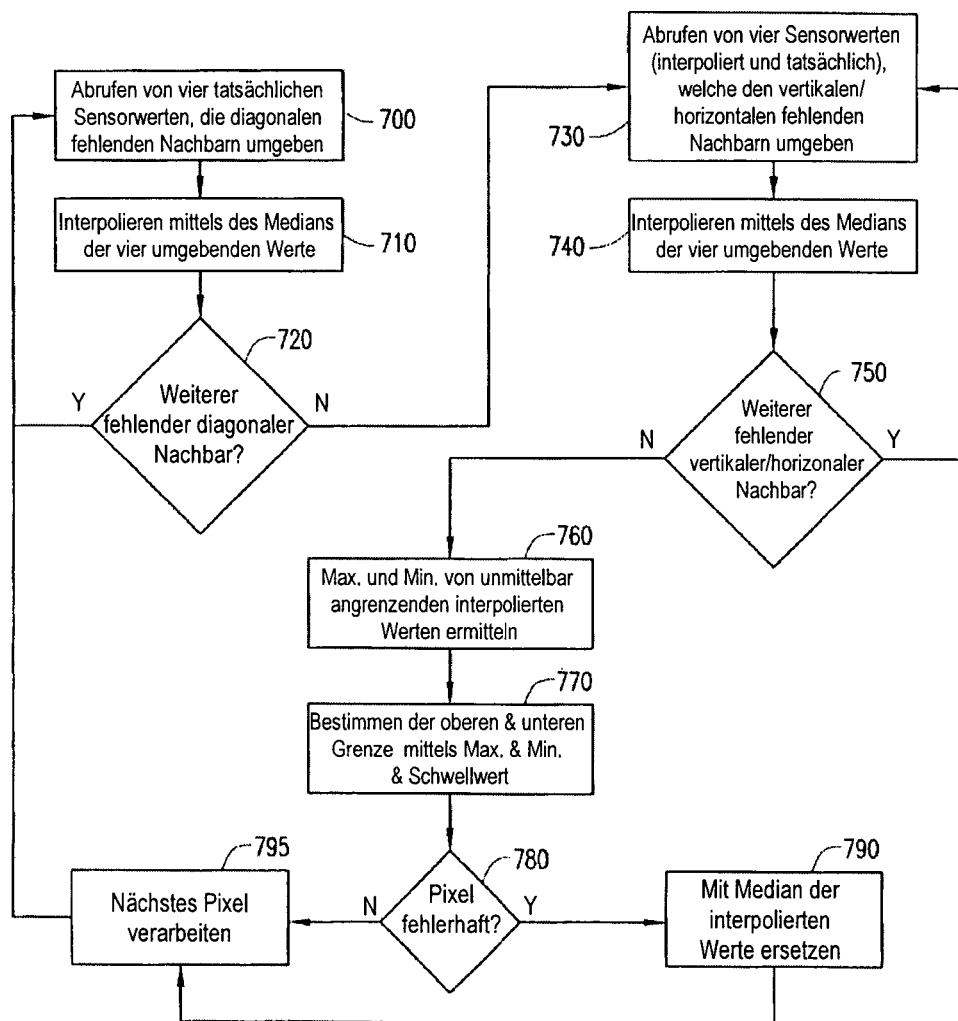 Abrufen von vier tatsächlichen
Sensorwerten, die diagonalen
fehlenden Nachbarn umgeben
700
Interpolieren mittels des Medians
der vier umgebenden Werte
710
720
Weiterer
fehlender diagonaler
Nachbar?
Y
N
Abrufen von vier Sensorwerten
(interpoliert und tatsächlich),
welche den vertikalen/
horizontalen fehlenden
Nachbarn umgeben
730
Interpolieren mittels des Medians
der vier umgebenden Werte
740
750
Weiterer
fehlender
vertikaler/horizonaler
Nachbar?
N
Y
760
Max. und Min. von unmittelbar
angrenzenden interpolierten
Werten ermitteln
770
Bestimmen der oberen & unteren
Grenze mittels Max. & Min.
& Schwellwert
780
Pixel
fehlerhaft?
N
Y
795
Nächstes Pixel
verarbeiten
790
Mit Median der
interpolierten
Werte ersetzen